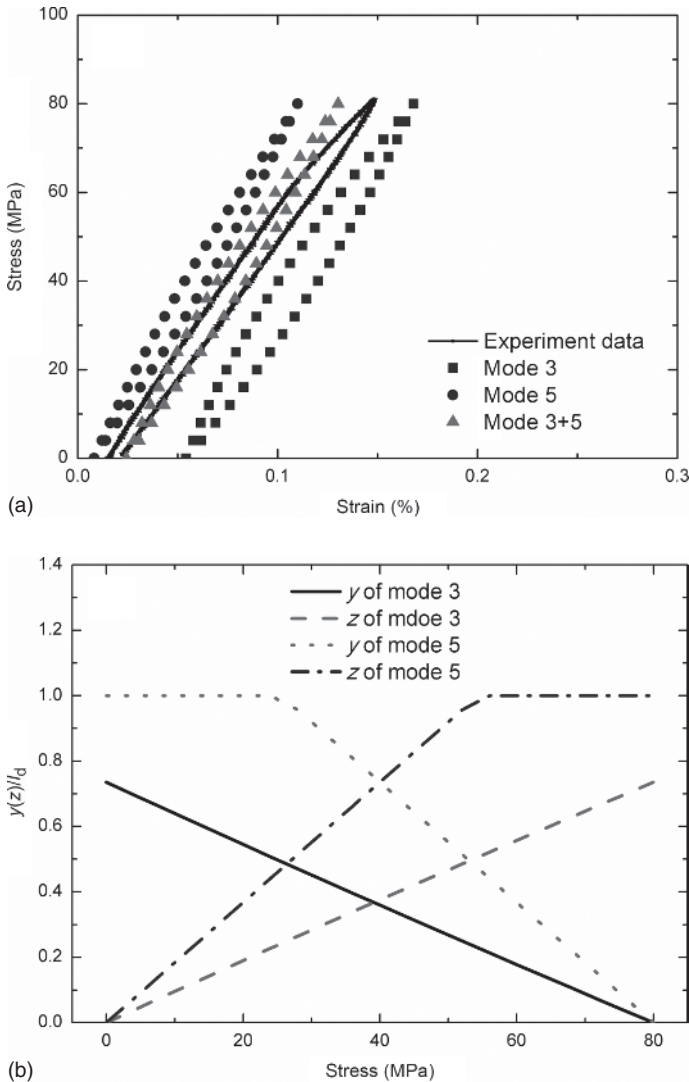 100
80
60
40
20
0
Stress (MPa)
Experiment data
Mode 3
Mode 5
Mode 3+5
0.0 0.1 0.2 0.3
Strain (%)
(a)
1.4
1.2
1.0
0.8
0.6
0.4
0.2
0.0
y(z)/l_d
y of mode 3
z of mdoe 3
y of mode 5
z of mode 5
0 20 40 60 80
Stress (MPa)
(b)